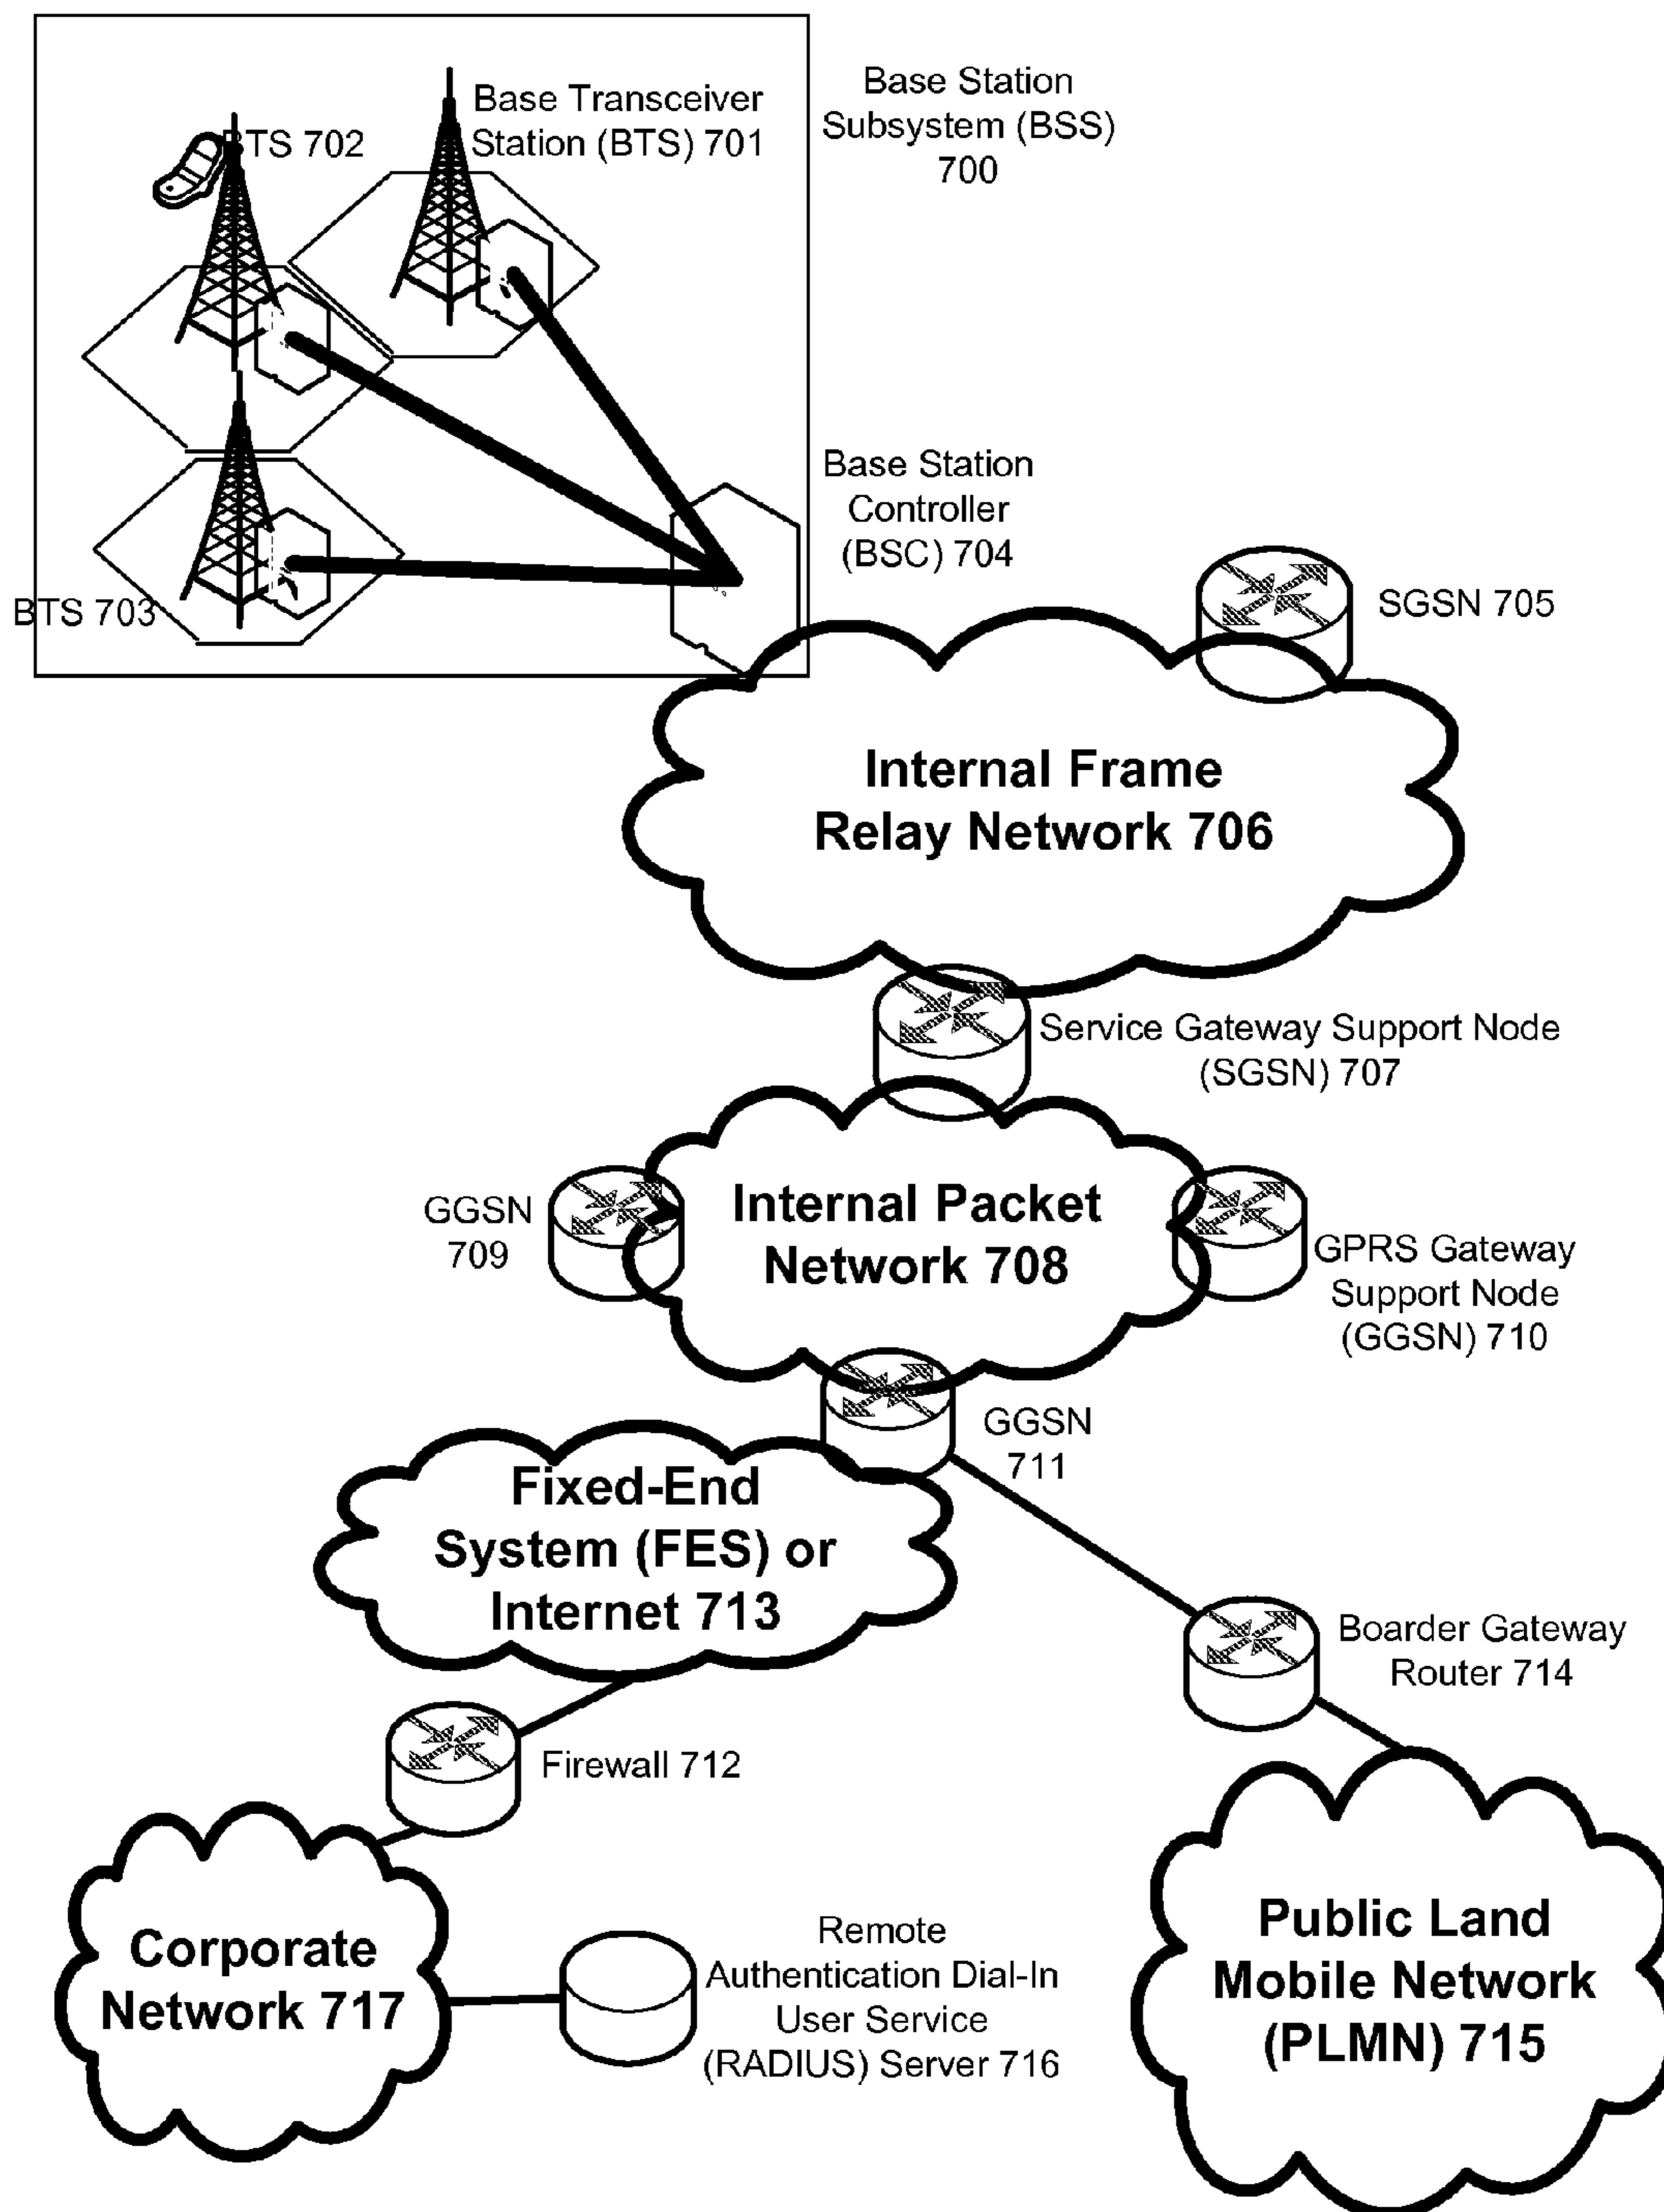 Base Transceiver
Station (BTS) 701
BTS 702
Base Station
Subsystem (BSS)
700
Base Station
Controller
(BSC) 704
BTS 703
SGSN 705
Internal Frame
Relay Network 706
Service Gateway Support Node
(SGSN) 707
GGSN
709
Internal Packet
Network 708
GPRS Gateway
Support Node
(GGSN) 710
GGSN
711
Fixed-End
System (FES) or
Internet 713
Boarder Gateway
Router 714
Firewall 712
Corporate
Network 717
Remote
Authentication Dial-In
User Service
(RADIUS) Server 716
Public Land
Mobile Network
(PLMN) 715